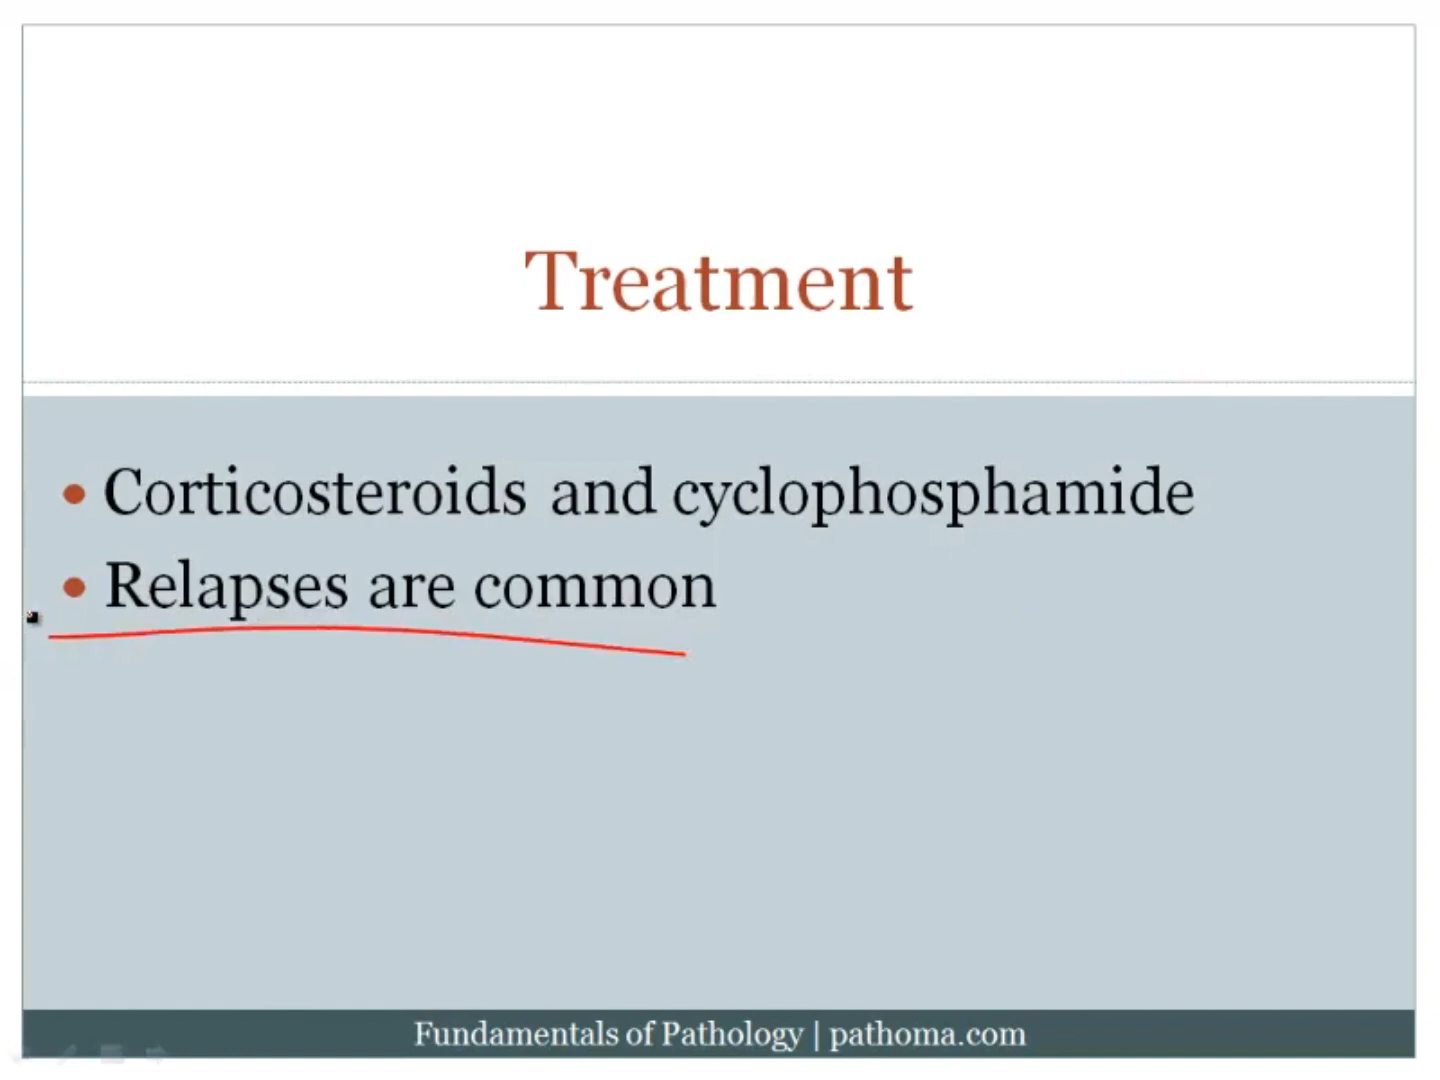 Treatment
• Corticosteroids and cyclophosphamide
• Relapses are common
Fundamentals of Pathology | pathoma.com